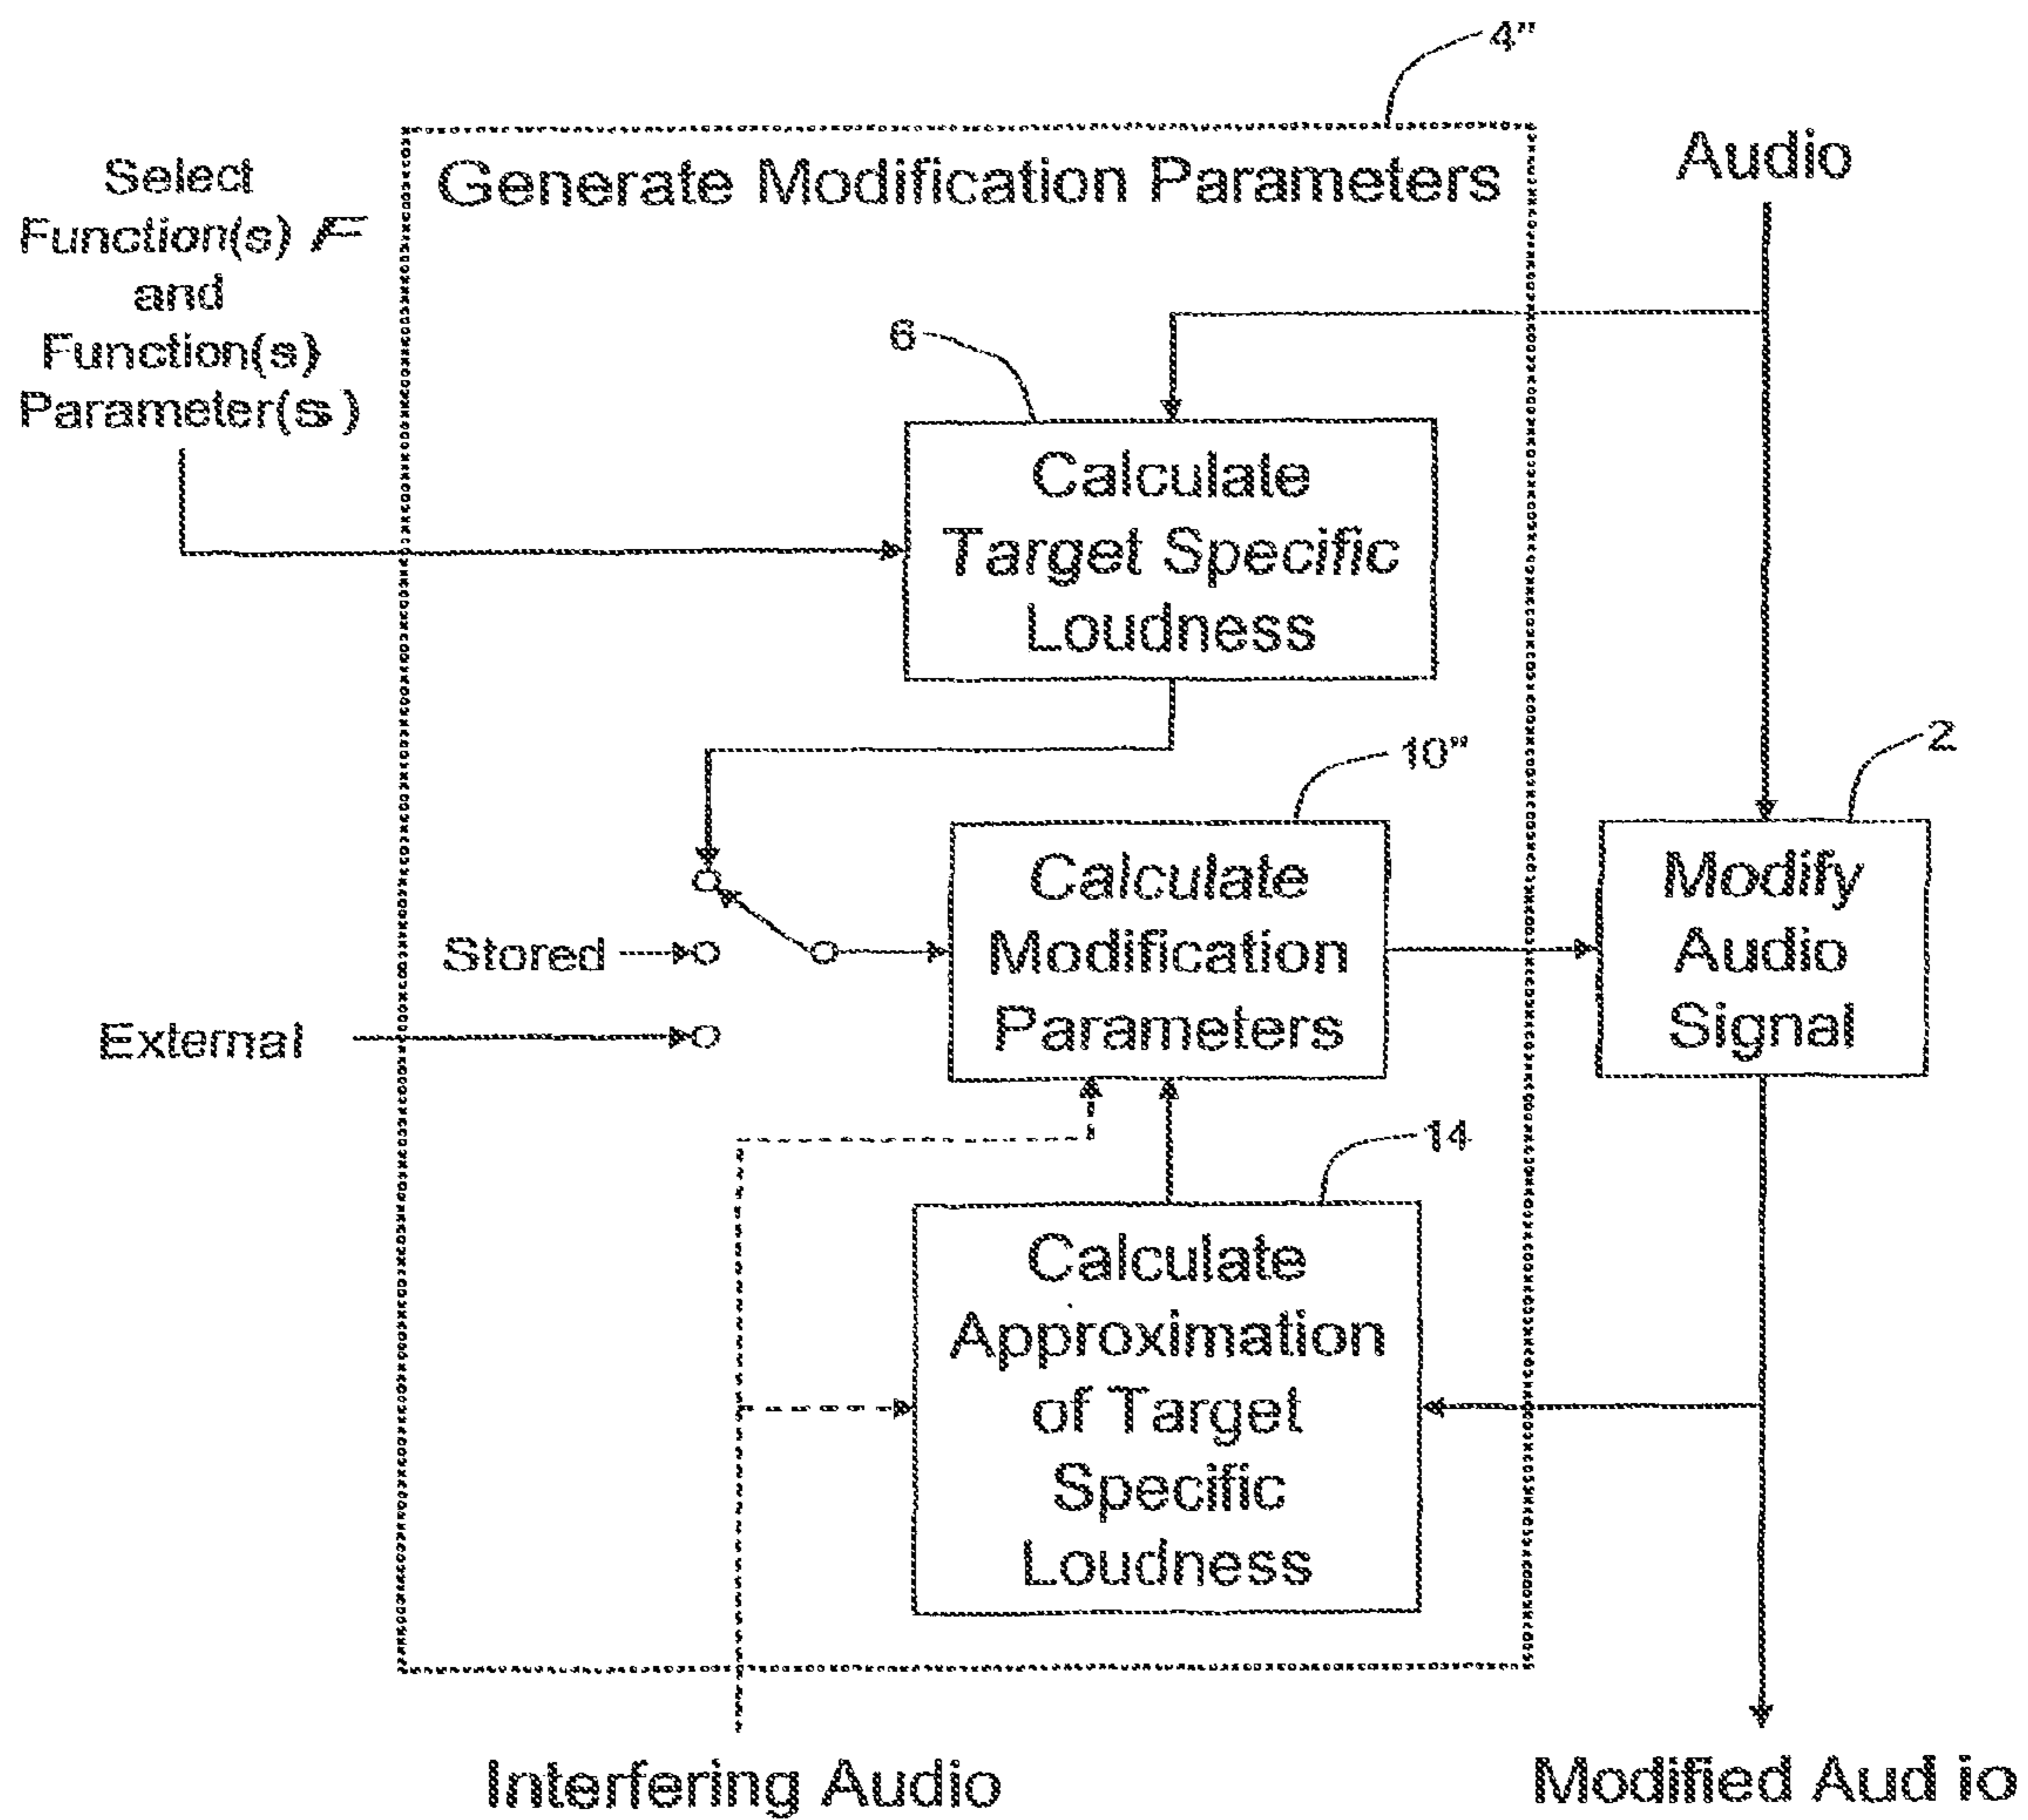 4"
Select
Function(s) F
and
Function(s)
Parameter(s)
Generate Modification Parameters
Audio
6
Calculate
Target Specific
Loudness
10"
2
Calculate
Modification
Parameters
Modify
Audio
Signal
Stored
External
14
Calculate
Approximation
of Target
Specific
Loudness
Interfering Audio
Modified Aud io